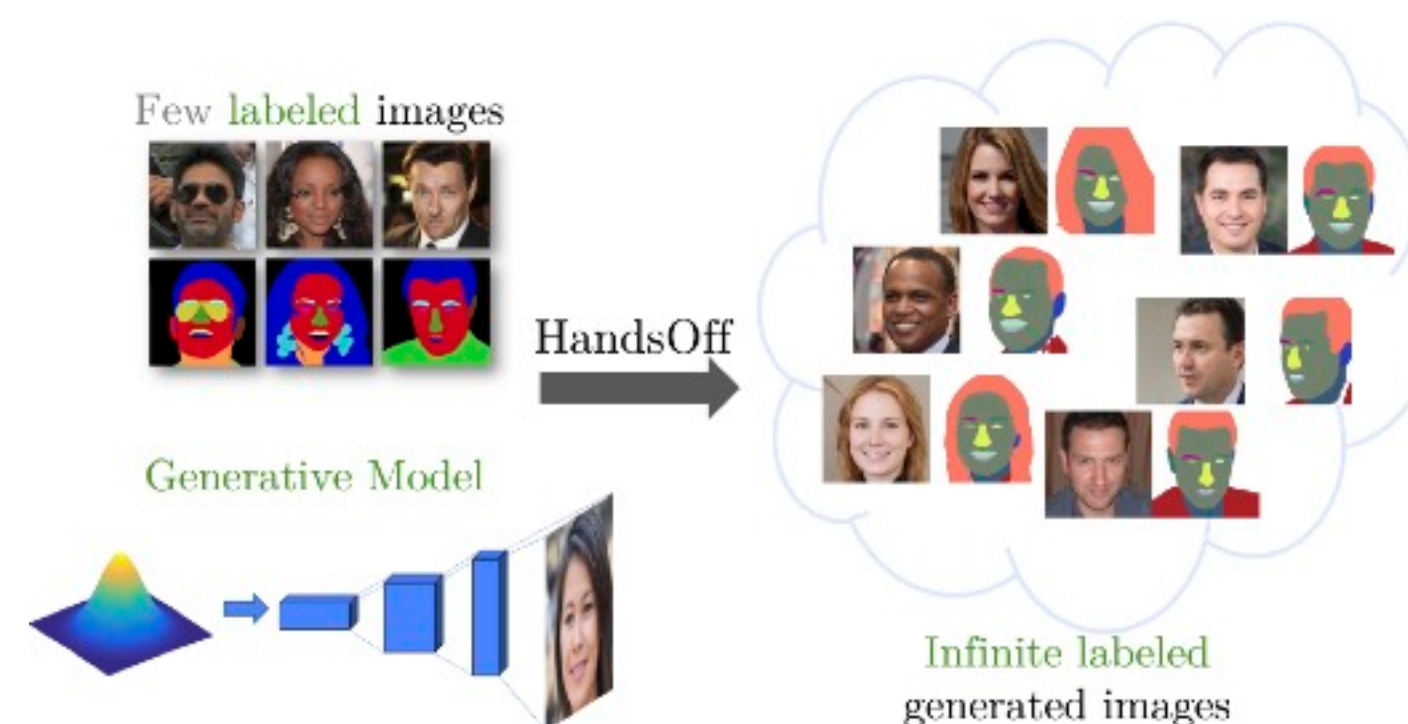 Few labeled images
HandsOff
Generative Model
Infinite labeled
generated images